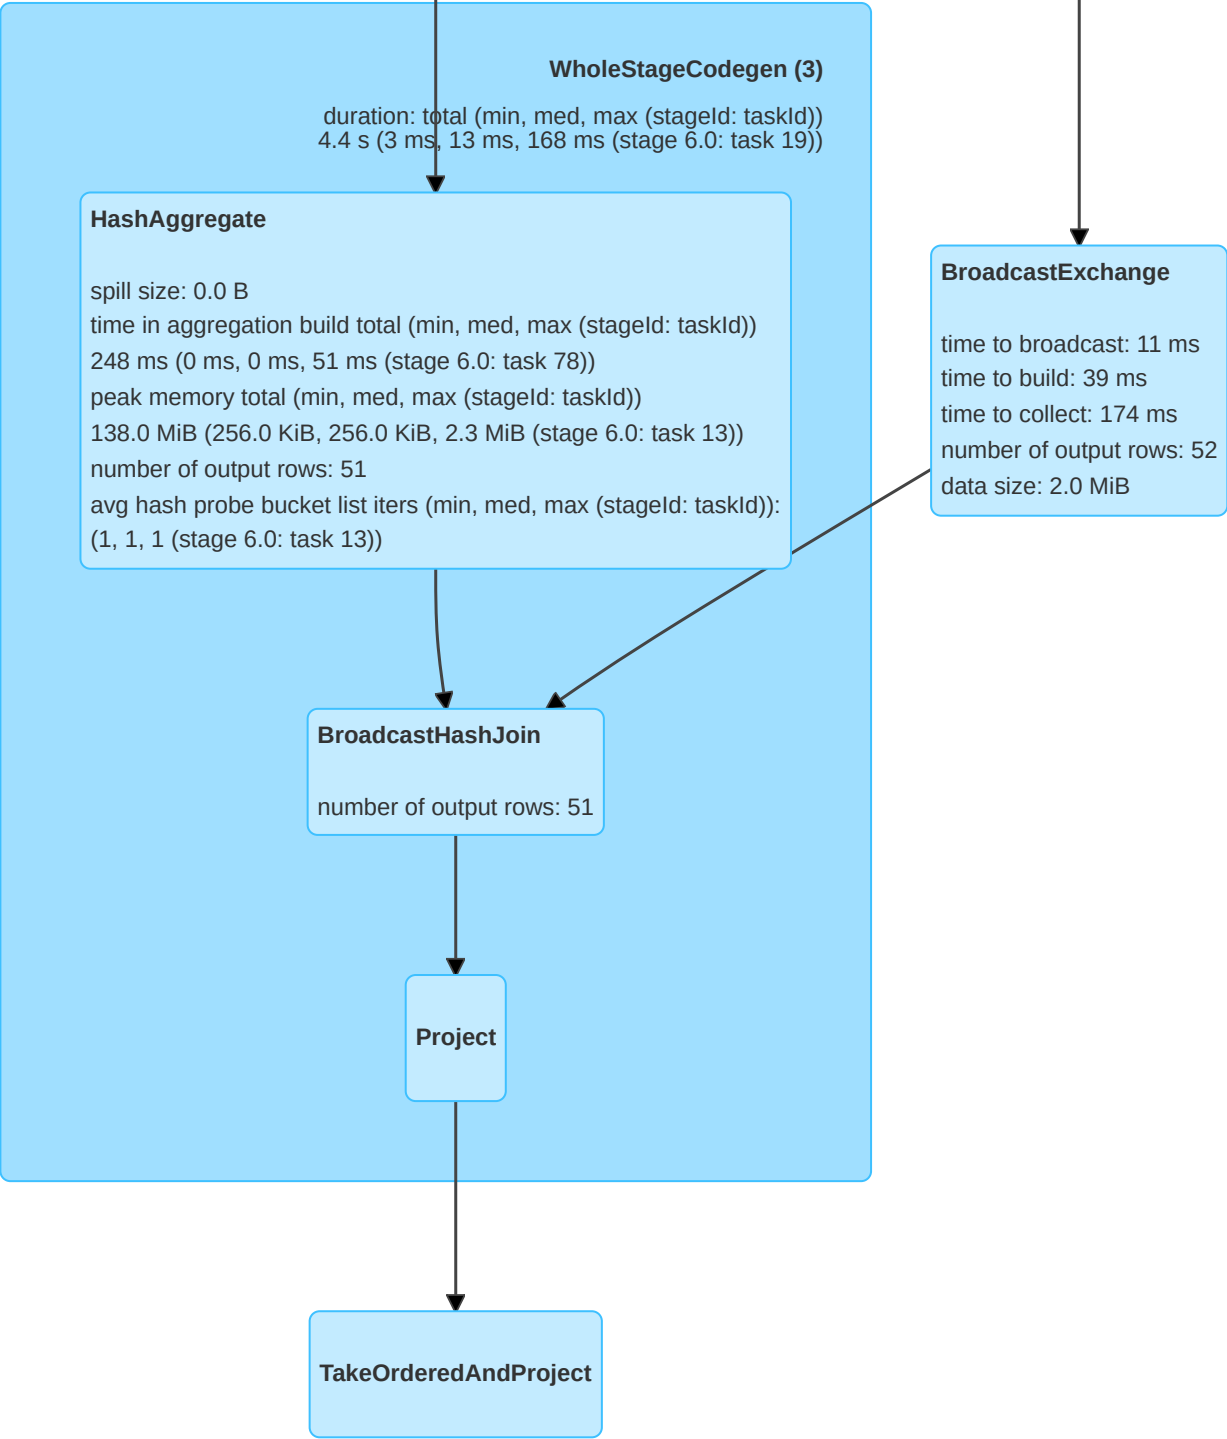 WholeStageCodegen (3)
duration: total (min, med, max (stageId: taskId))
4.4 s (3 ms, 13 ms, 168 ms (stage 6.0: task 19))
HashAggregate
spill size: 0.0 B
time in aggregation build total (min, med, max (stageId: taskId))
248 ms (0 ms, 0 ms, 51 ms (stage 6.0: task 78))
peak memory total (min, med, max (stageId: taskId))
138.0 MiB (256.0 KiB, 256.0 KiB, 2.3 MiB (stage 6.0: task 13))
number of output rows: 51
avg hash probe bucket list iters (min, med, max (stageId: taskId)):
(1, 1, 1 (stage 6.0: task 13))
BroadcastExchange
time to broadcast: 11 ms
time to build: 39 ms
time to collect: 174 ms
number of output rows: 52
data size: 2.0 MiB
BroadcastHashJoin
number of output rows: 51
Project
TakeOrderedAndProject